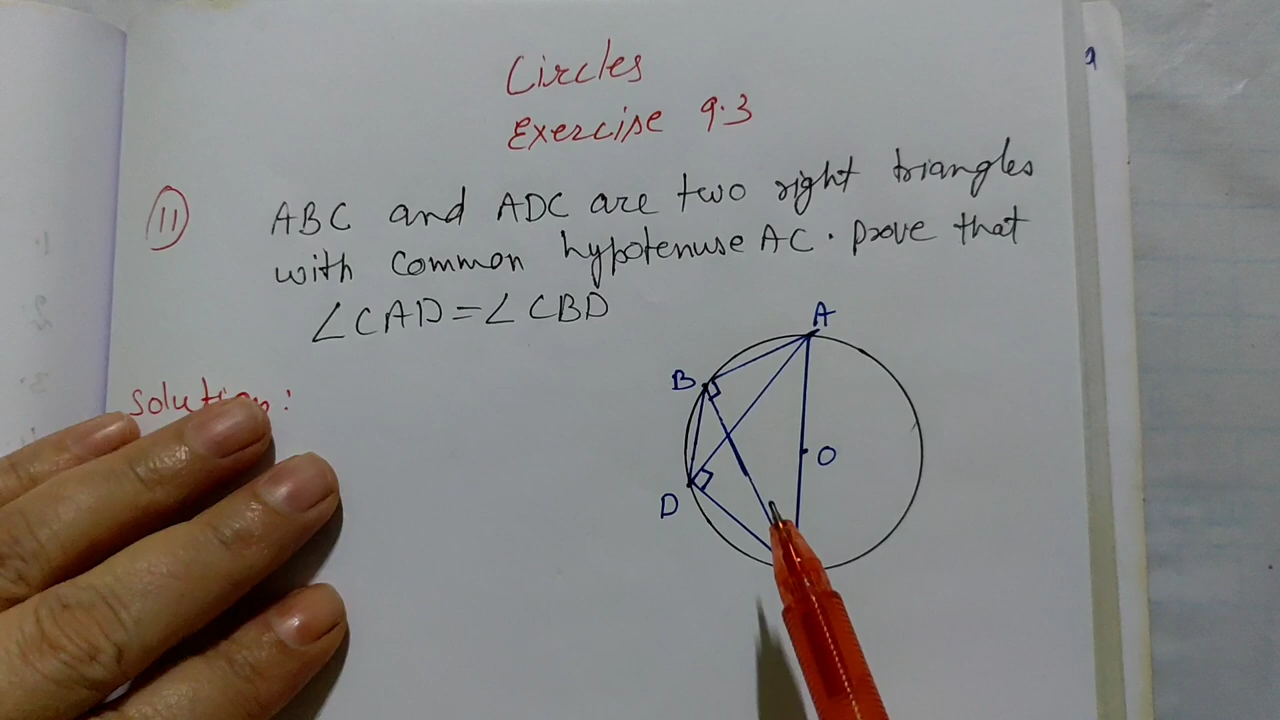 Circles
Exercise 9.3
11 ABC and ADC are two right triangles
with common hypotenuse AC. prove that
∠CAD=∠CBD
Solution:
A
B
O
D